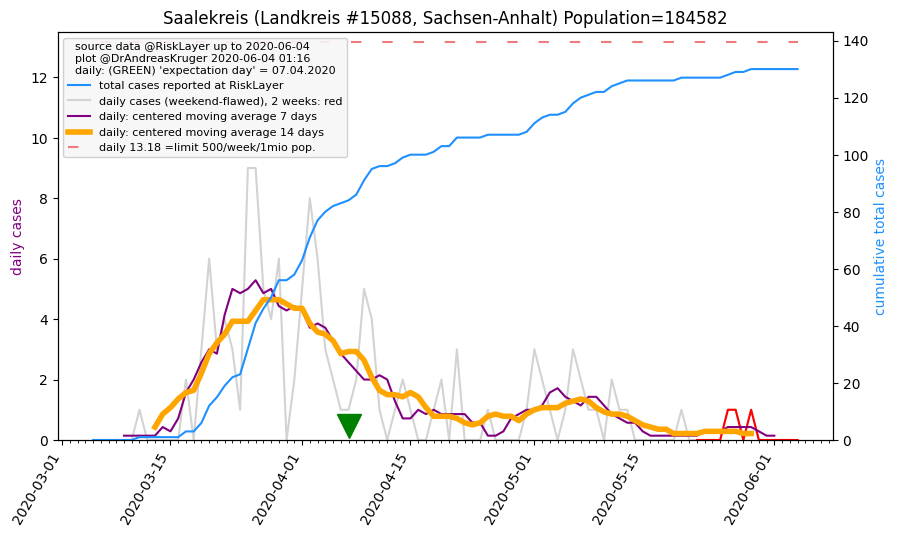 Saalekreis (Landkreis #15088, Sachsen-Anhalt) Population=184582
source data @RiskLayer up to 2020-06-04
plot @DrAndreasKruger 2020-06-04 01:16
daily: (GREEN) 'expectation day' = 07.04.2020
total cases reported at RiskLayer
daily cases (weekend-flawed), 2 weeks: red
daily: centered moving average 7 days
daily: centered moving average 14 days
daily 13.18 =limit 500/week/1mio pop.
daily cases
12
10
8
6
4
2
0
140
120
100
80
60
40
20
0
cumulative total cases
2020-03-01
2020-03-15
2020-04-01
2020-04-15
2020-05-01
2020-05-15
2020-06-01